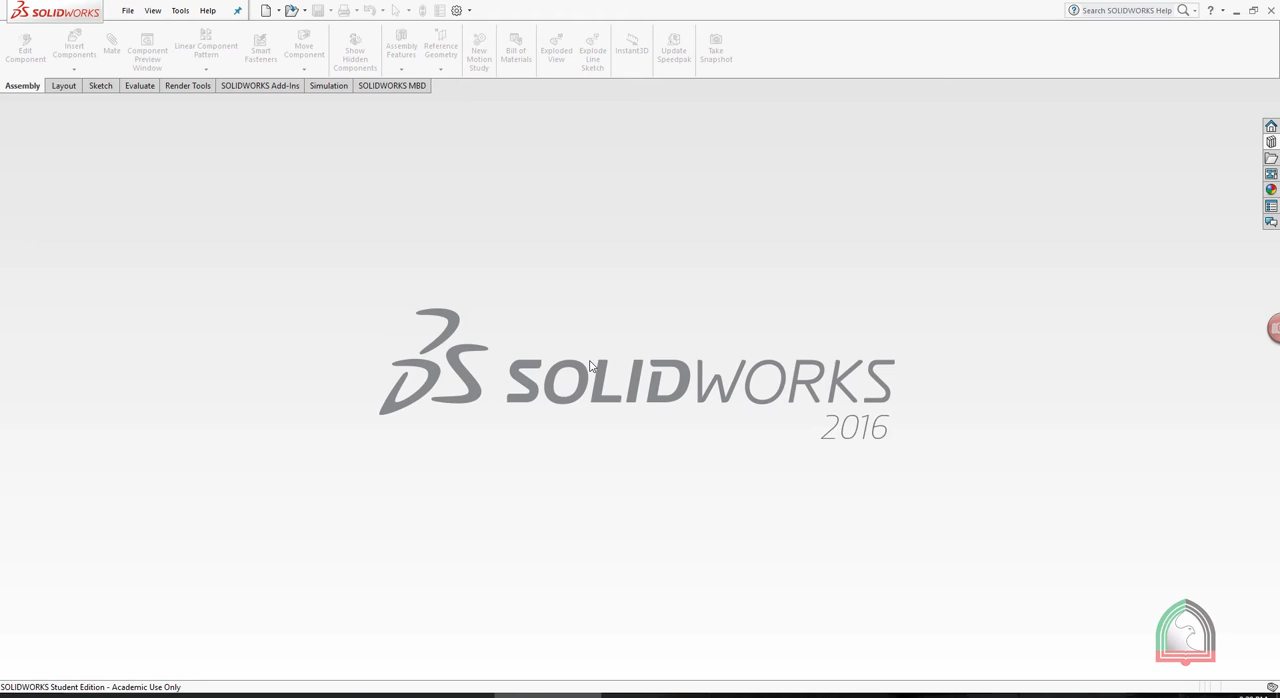 SOLIDWORKS File View Tools Help Search SOLIDWORKS Help
Edit Component
Insert Components
Mate
Component Preview Window
Linear Component Pattern
Smart Fasteners
Move Component
Show Hidden Components
Assembly Features
Reference Geometry
New Motion Study
Bill of Materials
Exploded View
Explode Line Sketch
Instant3D
Update Speedpak
Take Snapshot
Assembly Layout Sketch Evaluate Render Tools SOLIDWORKS Add-Ins Simulation SOLIDWORKS MBD
SOLIDWORKS
2016
SOLIDWORKS Student Edition - Academic Use Only